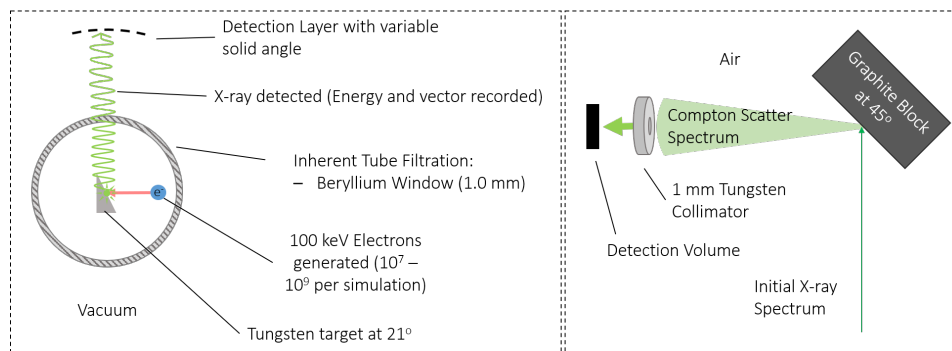 Detection Layer with variable
solid angle
X-ray detected (Energy and vector recorded)
Inherent Tube Filtration:
– Beryllium Window (1.0 mm)
e⁻
100 keV Electrons
generated (10⁷ –
10⁹ per simulation)
Vacuum
Tungsten target at 21⁰
Air
Graphite Block
at 45⁰
Compton Scatter
Spectrum
1 mm Tungsten
Collimator
Detection Volume
Initial X-ray
Spectrum